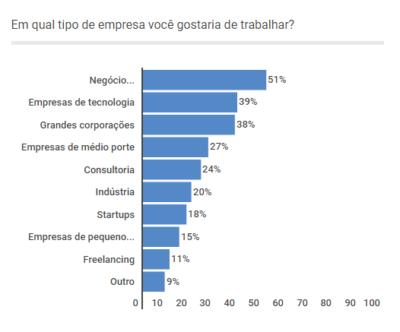 Em qual tipo de empresa você gostaria de trabalhar?
Negócio... 51%
Empresas de tecnologia 39%
Grandes corporações 38%
Empresas de médio porte 27%
Consultoria 24%
Indústria 20%
Startups 18%
Empresas de pequeno... 15%
Freelancing 11%
Outro 9%
0 10 20 30 40 50 60 70 80 90 100